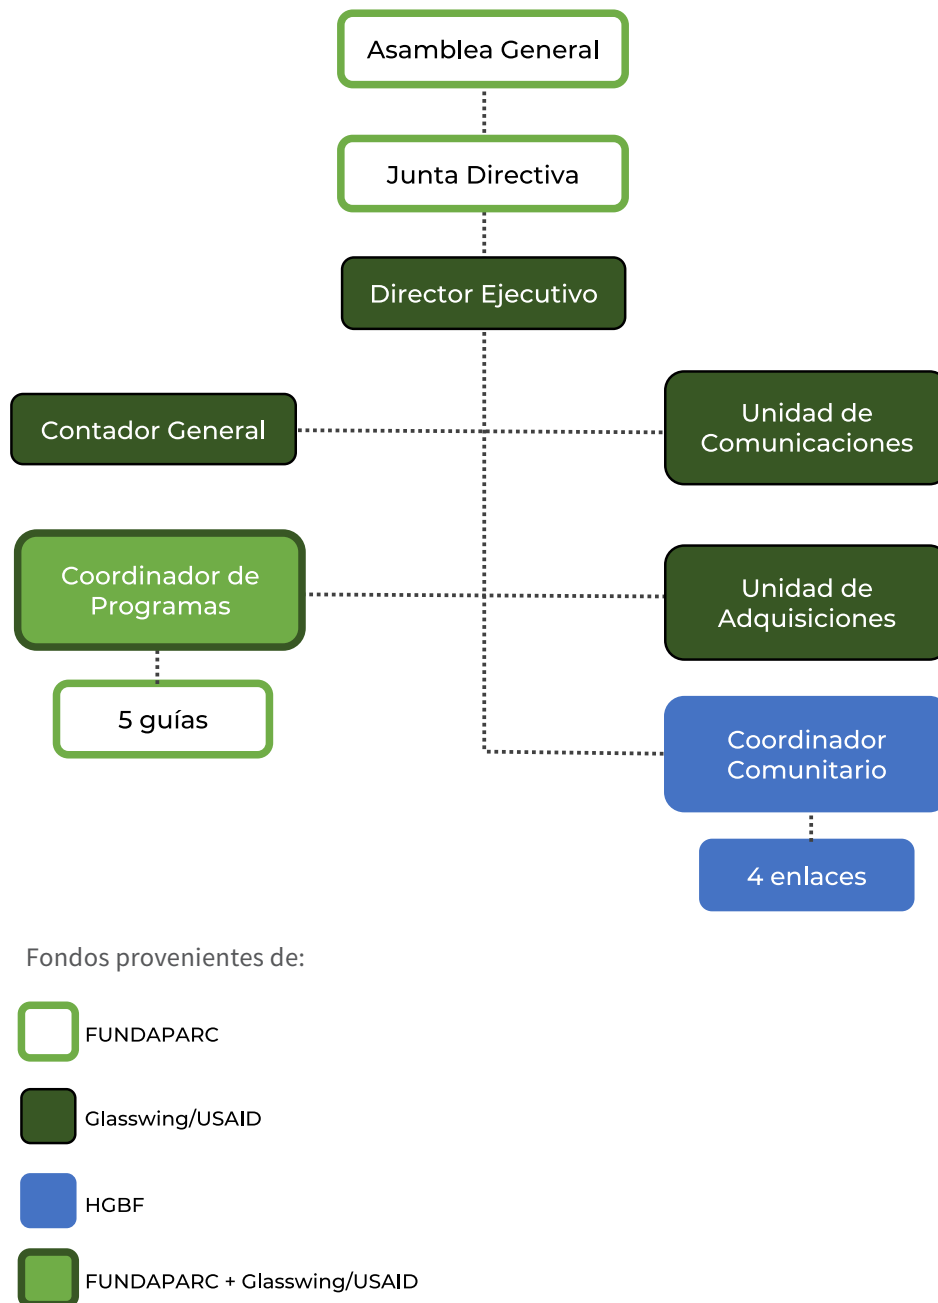 Asamblea General
Junta Directiva
Director Ejecutivo
Contador General
Unidad de
Comunicaciones
Coordinador de
Programas
Unidad de
Adquisiciones
5 guías
Coordinador
Comunitario
4 enlaces
Fondos provenientes de:
FUNDAPARC
Glasswing/USAID
HGBF
FUNDAPARC + Glasswing/USAID